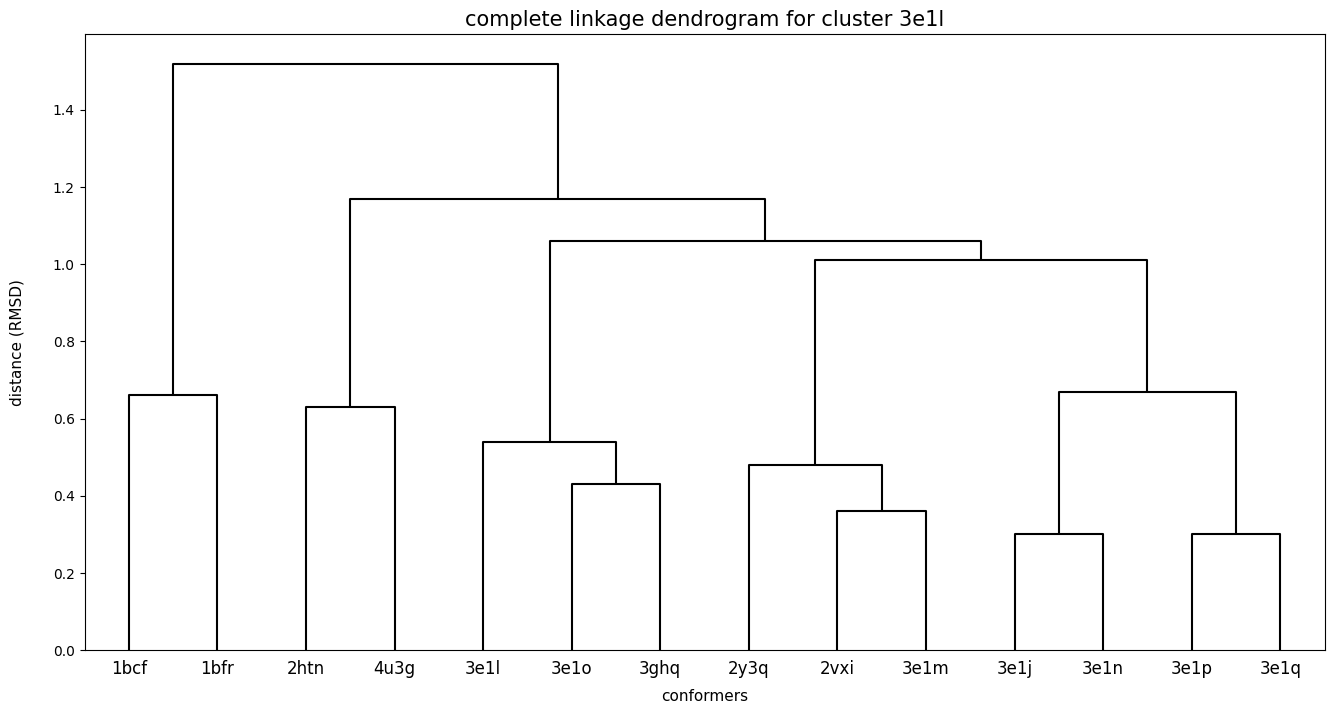 complete linkage dendrogram for cluster 3e1l
1.4
1.2
1.0
0.8
0.6
0.4
0.2
0.0
distance (RMSD)
1bcf 1bfr 2htn 4u3g 3e1l 3e1o 3ghq 2y3q 2vxi 3e1m 3e1j 3e1n 3e1p 3e1q
conformers